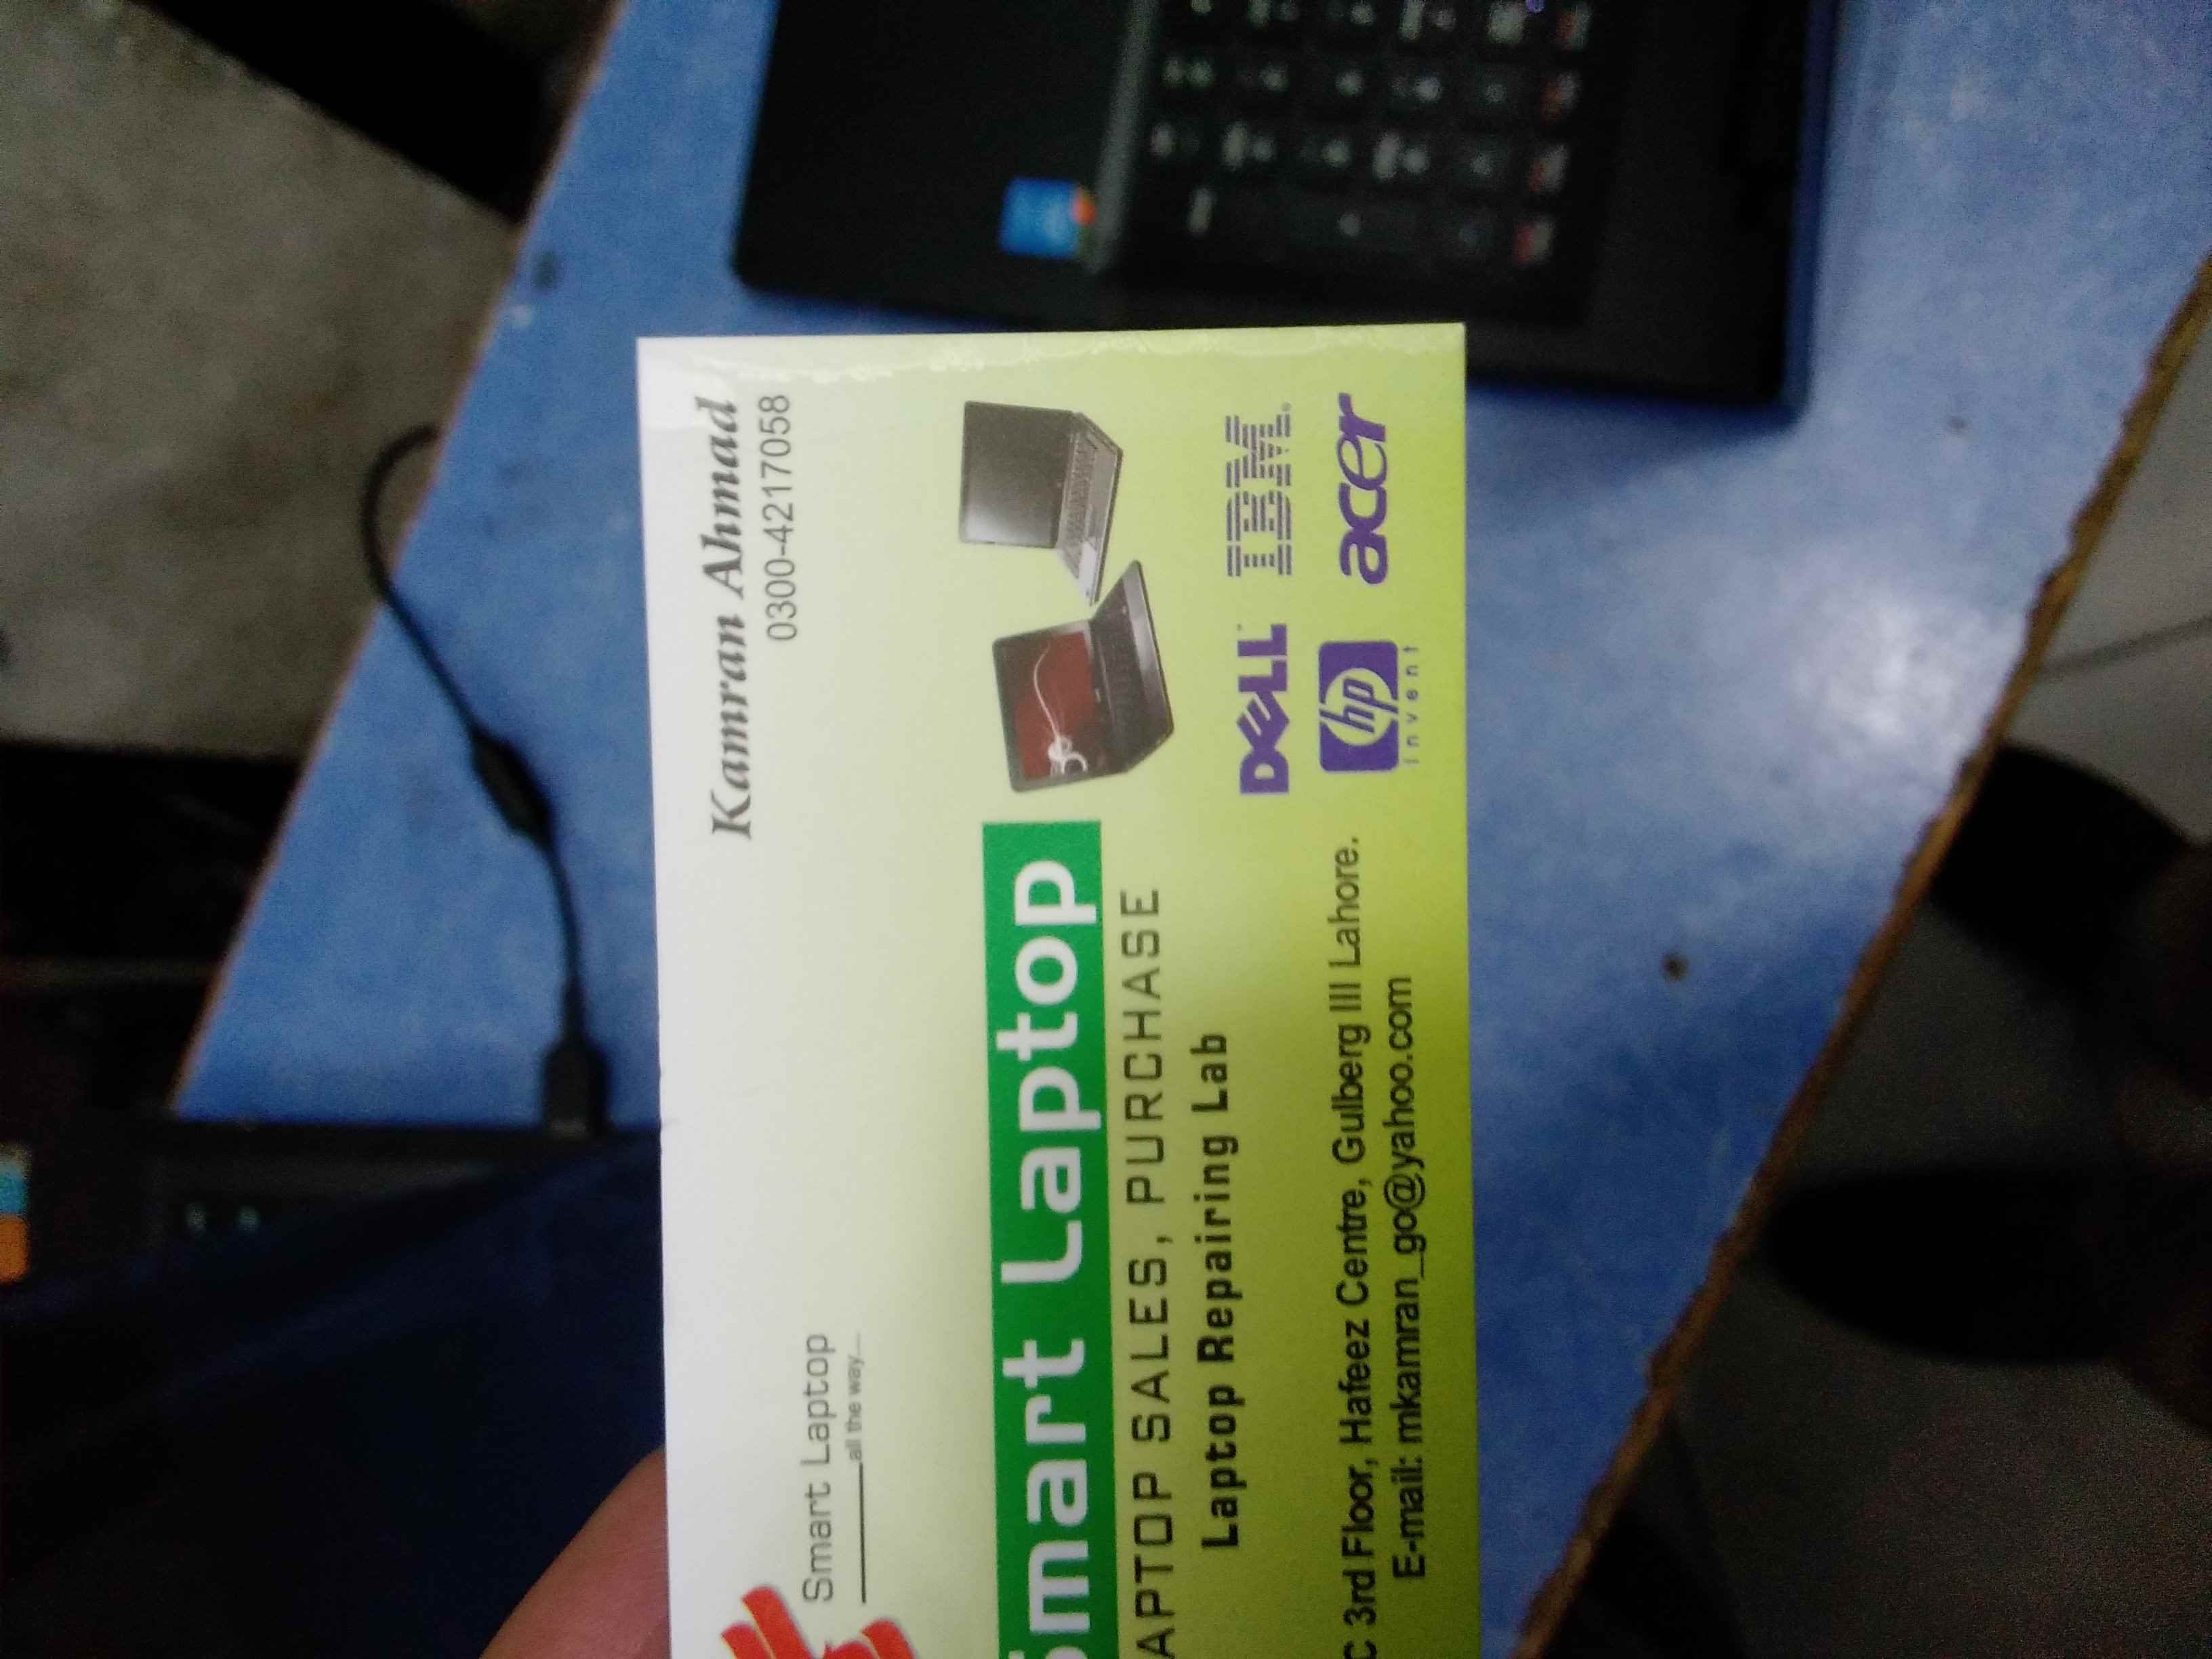 Kamran Ahmad
0300-4217058
Smart Laptop
all the way....
Smart Laptop
LAPTOP SALES, PURCHASE
Laptop Repairing Lab
C 3rd Floor, Hafeez Centre, Gulberg III Lahore.
E-mail: mkamran_go@yahoo.com
DELL IBM
hp acer
invent